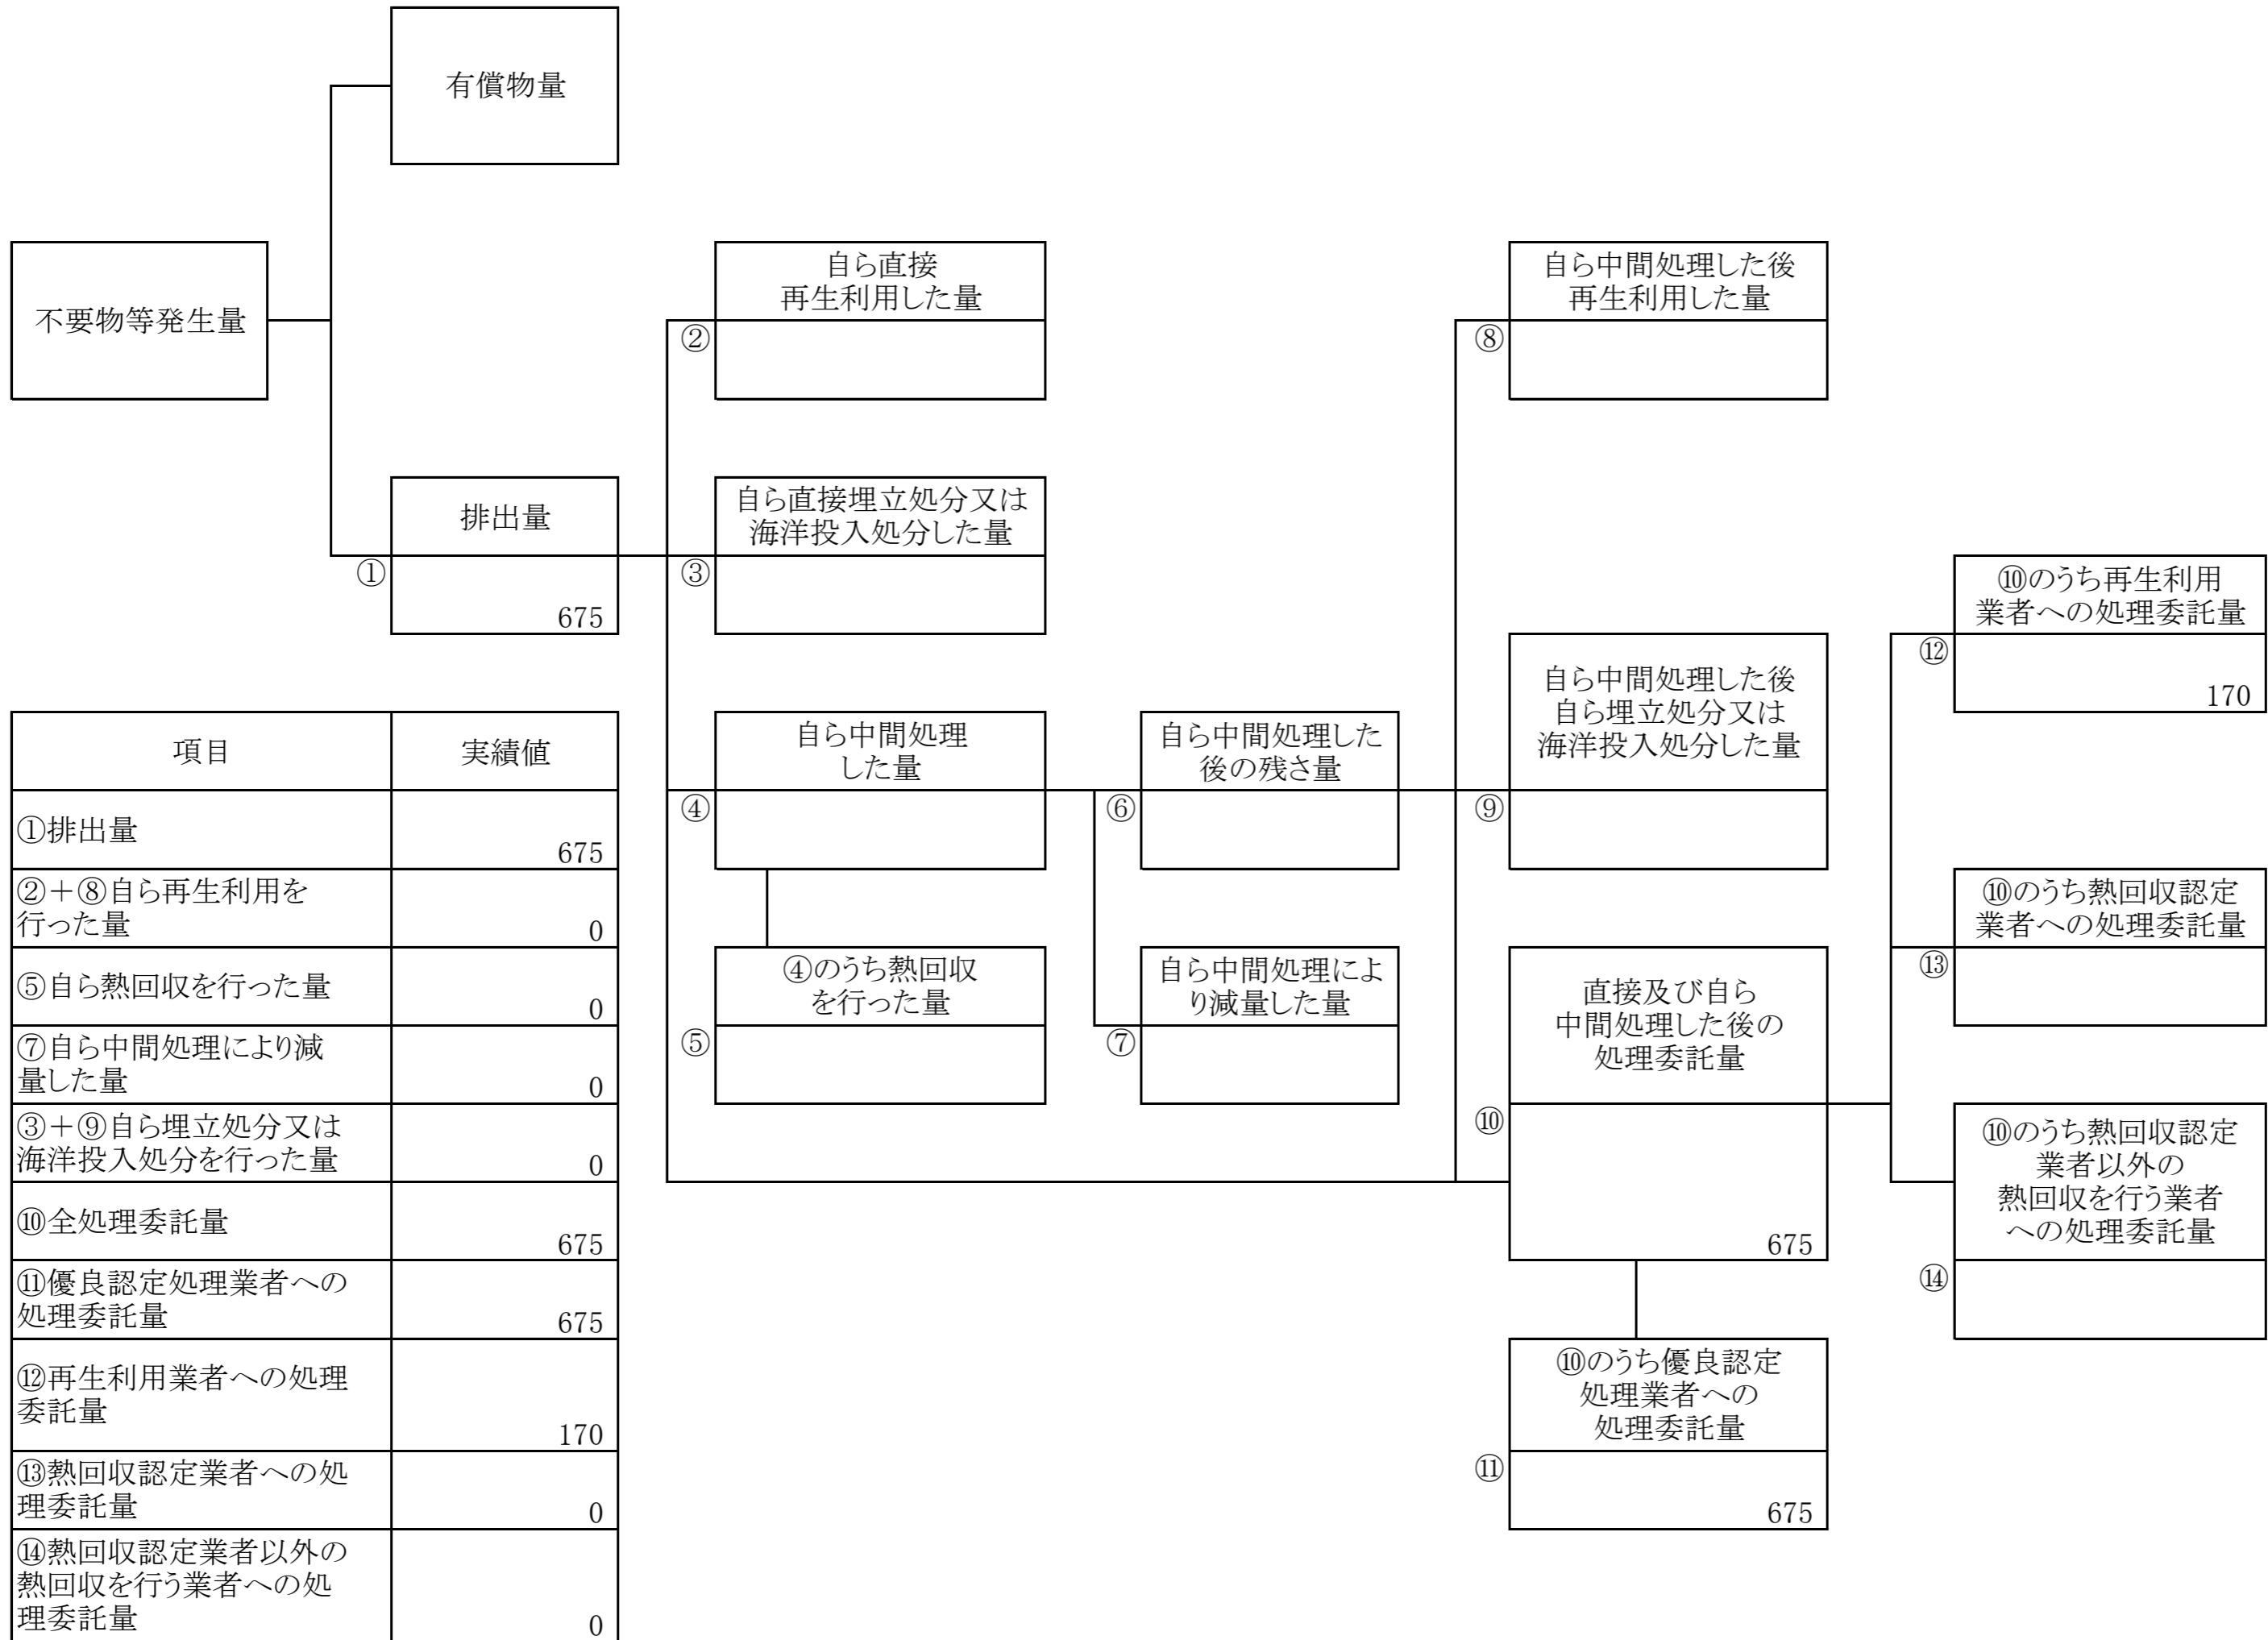 有償物量
不要物等発生量
自ら直接
再生利用した量
②
自ら中間処理した後
再生利用した量
⑧
排出量
①
675
自ら直接埋立処分又は
海洋投入処分した量
③
⑩のうち再生利用
業者への処理委託量
⑫
170
自ら中間処理した後
自ら埋立処分又は
海洋投入処分した量
⑨
自ら中間処理
した量
④
自ら中間処理した
後の残さ量
⑥
⑩のうち熱回収認定
業者への処理委託量
⑬
④のうち熱回収
を行った量
⑤
自ら中間処理によ
り減量した量
⑦
直接及び自ら
中間処理した後の
処理委託量
⑩
675
⑩のうち熱回収認定
業者以外の
熱回収を行う業者
への処理委託量
⑭
⑩のうち優良認定
処理業者への
処理委託量
⑪
675
項目 実績値
①排出量
675
②＋⑧自ら再生利用を
行った量
0
⑤自ら熱回収を行った量
0
⑦自ら中間処理により減
量した量
0
③＋⑨自ら埋立処分又は
海洋投入処分を行った量
0
⑩全処理委託量
675
⑪優良認定処理業者への
処理委託量
675
⑫再生利用業者への処理
委託量
170
⑬熱回収認定業者への処
理委託量
0
⑭熱回収認定業者以外の
熱回収を行う業者への処
理委託量
0